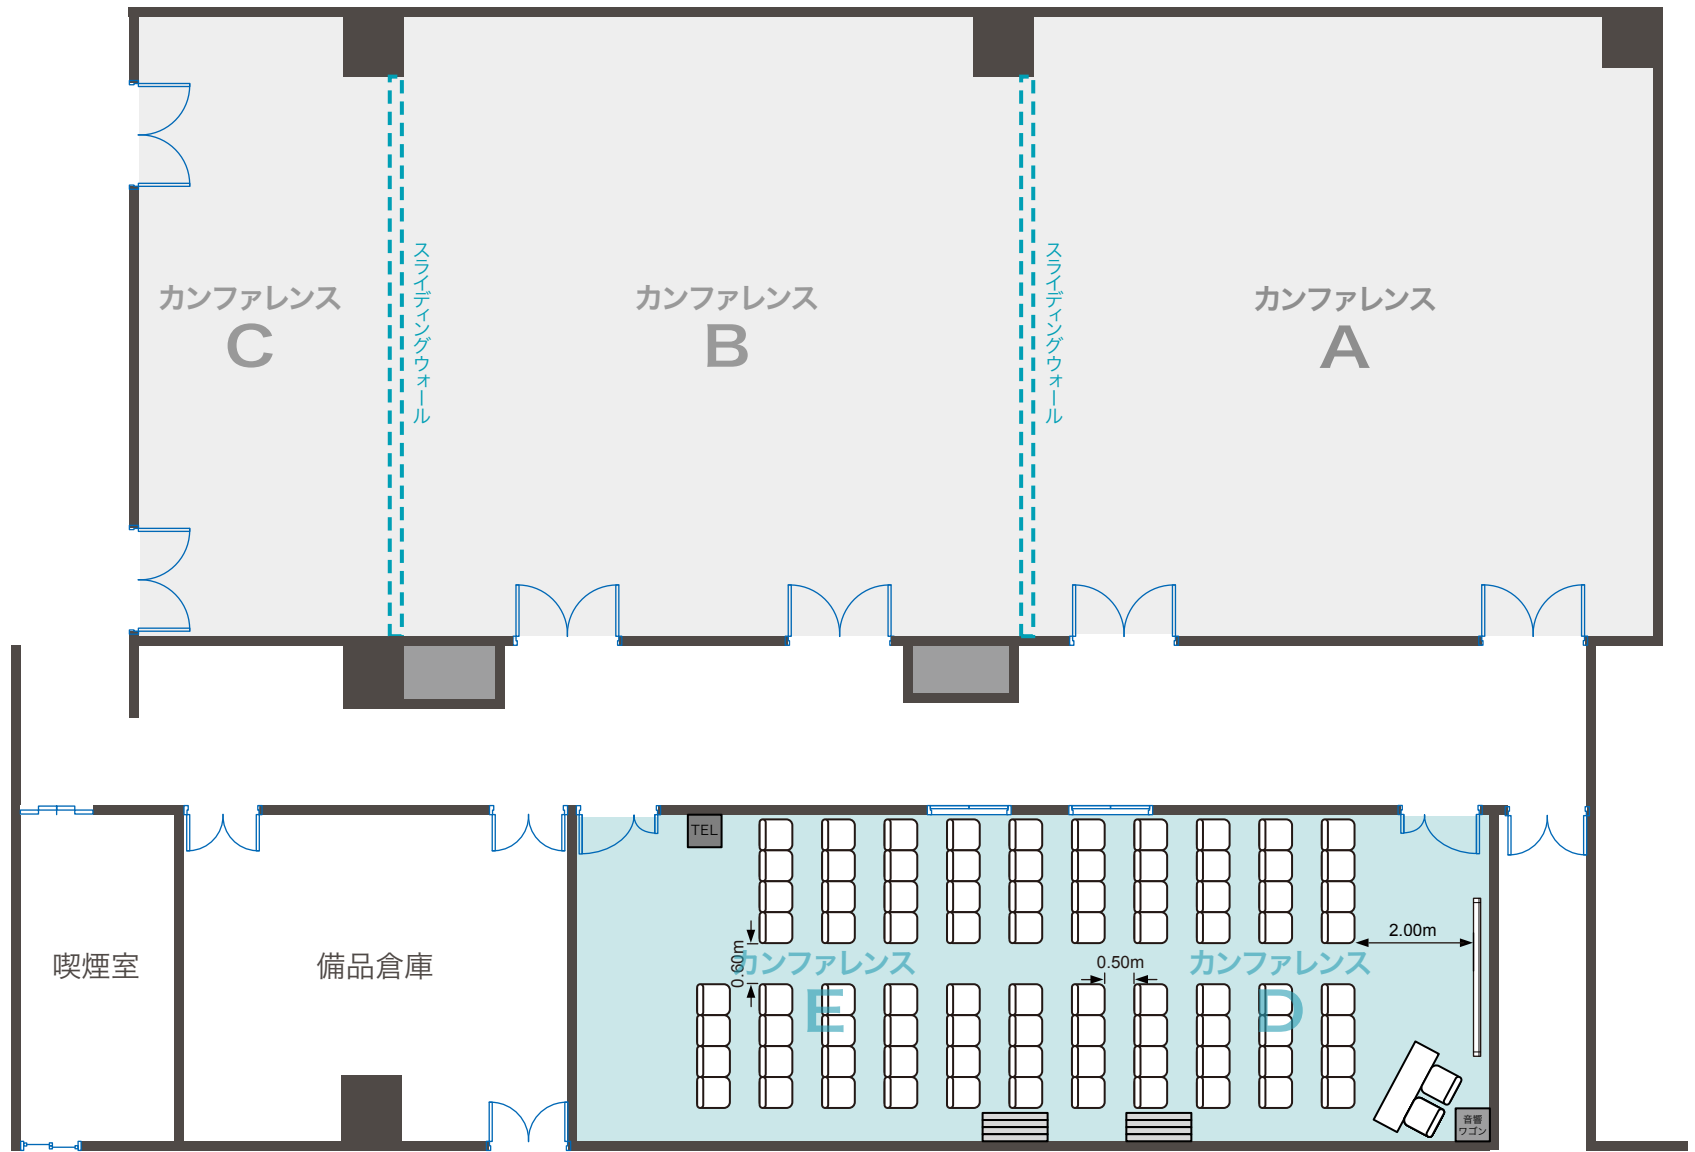 カンファレンス
C
スライディングウォール
カンファレンス
B
スライディングウォール
カンファレンス
A
喫煙室
備品倉庫
TEL
0.60m
カンファレンス
E
0.50m
カンファレンス
D
2.00m
音響
ワゴン